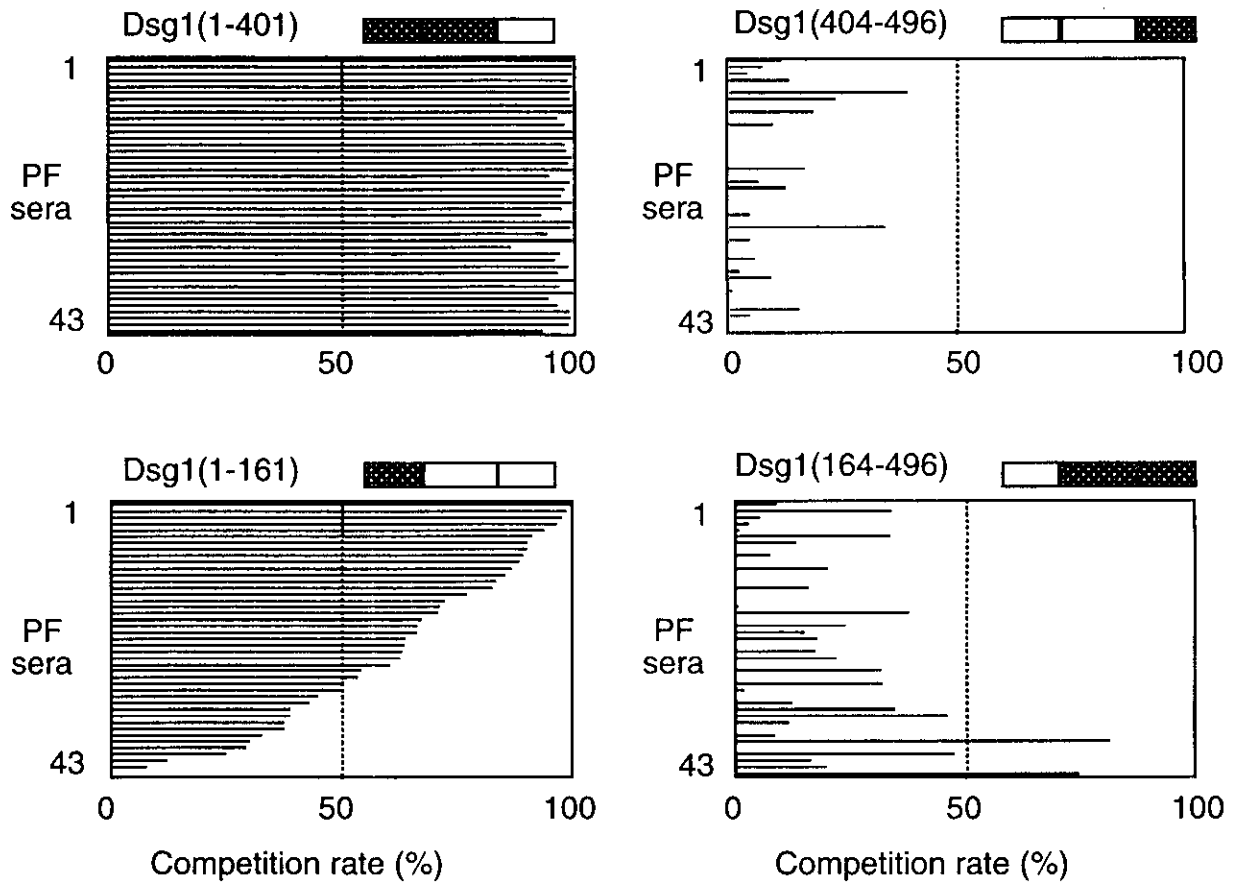 Dsg1(1-401)
1
PF
sera
43
0 50 100
Dsg1(404-496)
1
PF
sera
43
0 50 100
Dsg1(1-161)
1
PF
sera
43
0 50 100
Competition rate (%)
Dsg1(164-496)
1
PF
sera
43
0 50 100
Competition rate (%)